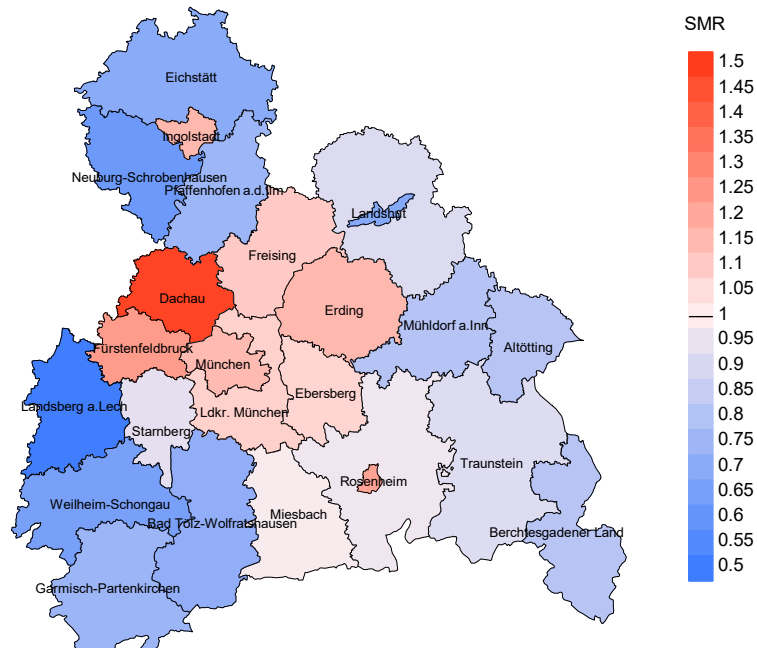 SMR
Eichstätt
Ingolstadt
Neuburg-Schrobenhausen
Pfaffenhofen a.d.Ilm
Landshut
Freising
Dachau
Erding
Mühldorf a.Inn
Altötting
Fürstenfeldbruck
München
Ebersberg
Landsberg a.Lech
Ldkr. München
Starnberg
Traunstein
Rosenheim
Weilheim-Schongau
Miesbach
Bad Tölz-Wolfratshausen
Berchtesgadener Land
Garmisch-Partenkirchen
1.5
1.45
1.4
1.35
1.3
1.25
1.2
1.15
1.1
1.05
1
0.95
0.9
0.85
0.8
0.75
0.7
0.65
0.6
0.55
0.5